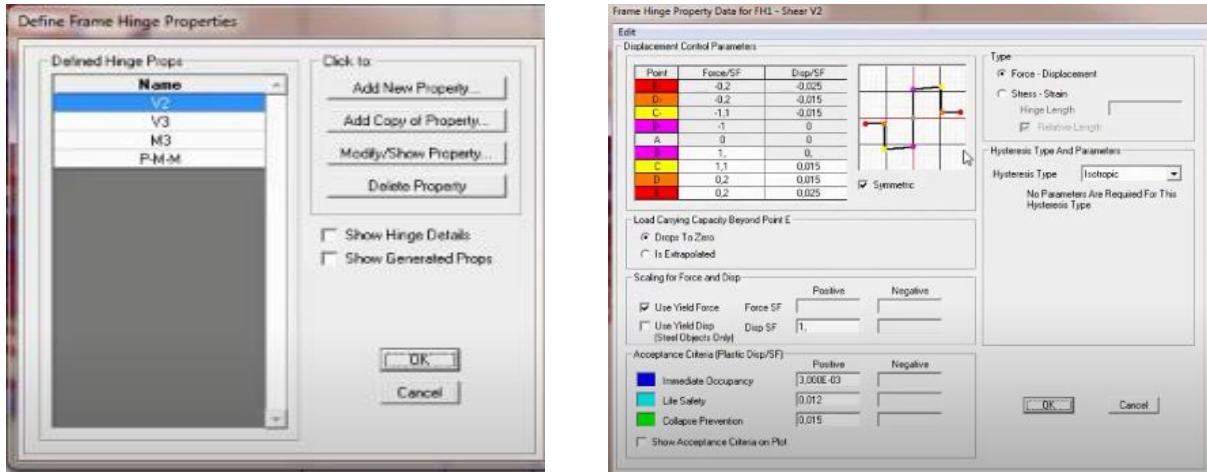 Define Frame Hinge Properties
Defined Hinge Props
Name
V2
V3
M3
P-M-M
Click to:
Add New Property...
Add Copy of Property...
Modify/Show Property...
Delete Property
Show Hinge Details
Show Generated Props
OK
Cancel
Frame Hinge Property Data for FH1 - Shear V2
Edit
Displacement Control Parameters
Point Force/SF Disp/SF
E- -0,2 -0,025
D- -0,2 -0,015
C- -1,1 -0,015
B- -1 0
A 0 0
B 1, 0,
C 1,1 0,015
D 0,2 0,015
E 0,2 0,025
Symmetric
Load Carrying Capacity Beyond Point E
Drops To Zero
Is Extrapolated
Scaling for Force and Disp
Positive Negative
Use Yield Force Force SF
Use Yield Disp Disp SF 1,
(Steel Objects Only)
Acceptance Criteria (Plastic Disp/SF)
Positive Negative
Immediate Occupancy 3,000E-03
Life Safety 0,012
Collapse Prevention 0,015
Show Acceptance Criteria on Plot
Type
Force - Displacement
Stress - Strain
Hinge Length
Relative Length
Hysteresis Type And Parameters
Hysteresis Type Isotropic
No Parameters Are Required For This
Hysteresis Type
OK Cancel